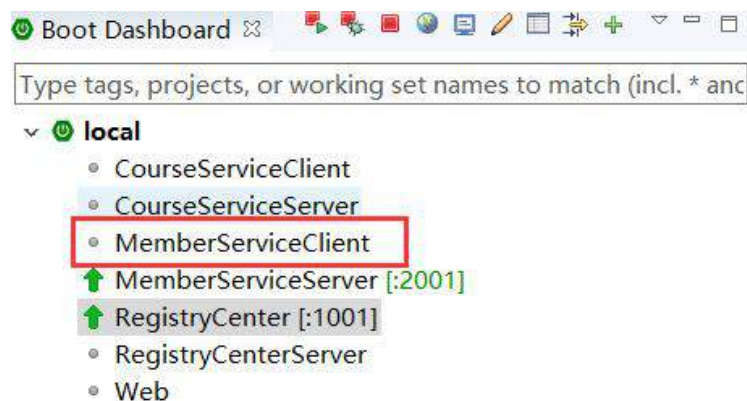 Boot Dashboard
Type tags, projects, or working set names to match (incl. * and
local
CourseServiceClient
CourseServiceServer
MemberServiceClient
MemberServiceServer [:2001]
RegistryCenter [:1001]
RegistryCenterServer
Web